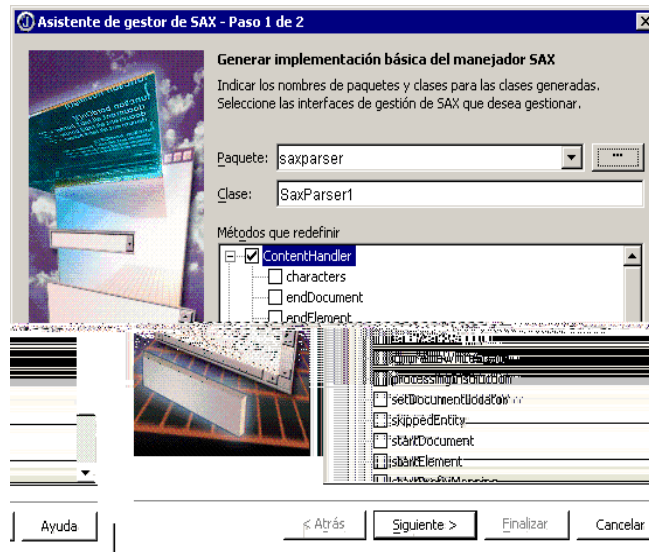 Asistente de gestor de SAX - Paso 1 de 2
Generar implementación básica del manejador SAX
Indicar los nombres de paquetes y clases para las clases generadas.
Seleccione las interfaces de gestión de SAX que desea gestionar.
Paquete: saxparser ...
Clase: SaxParser1
Métodos que redefinir
ContentHandler
characters
endDocument
endElement
processingInstruction
setDocumentLocator
skippedEntity
startDocument
startElement
Ayuda < Atrás Siguiente > Finalizar Cancelar